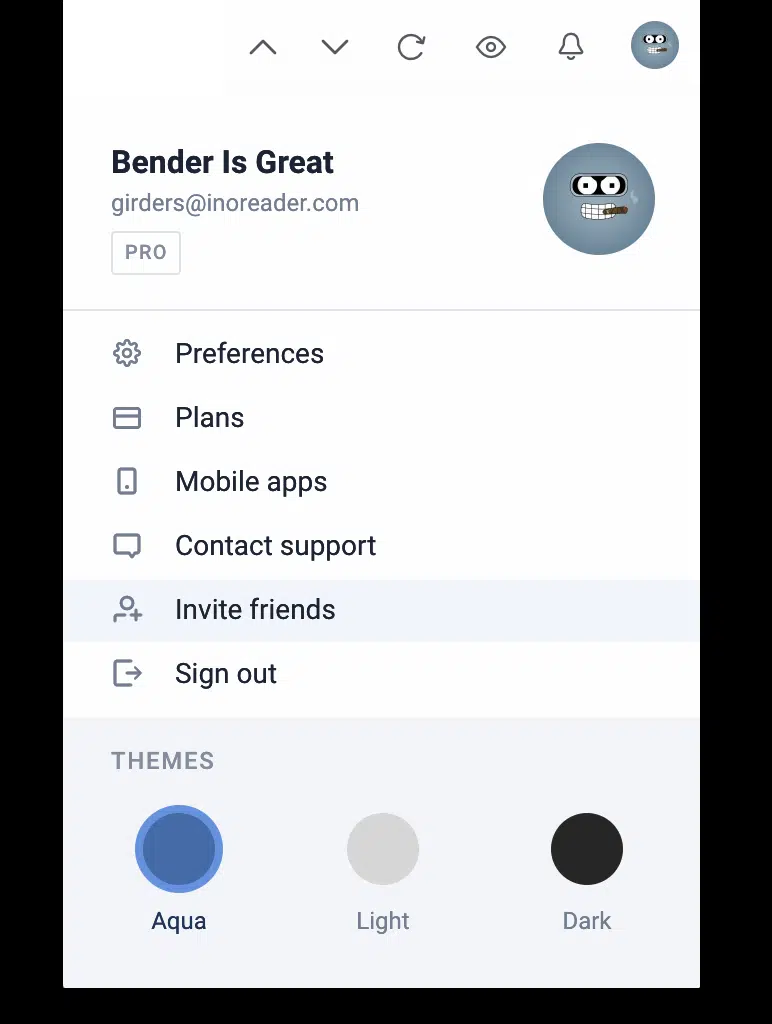 Bender Is Great
girders@inoreader.com
PRO
Preferences
Plans
Mobile apps
Contact support
Invite friends
Sign out
THEMES
Aqua
Light
Dark